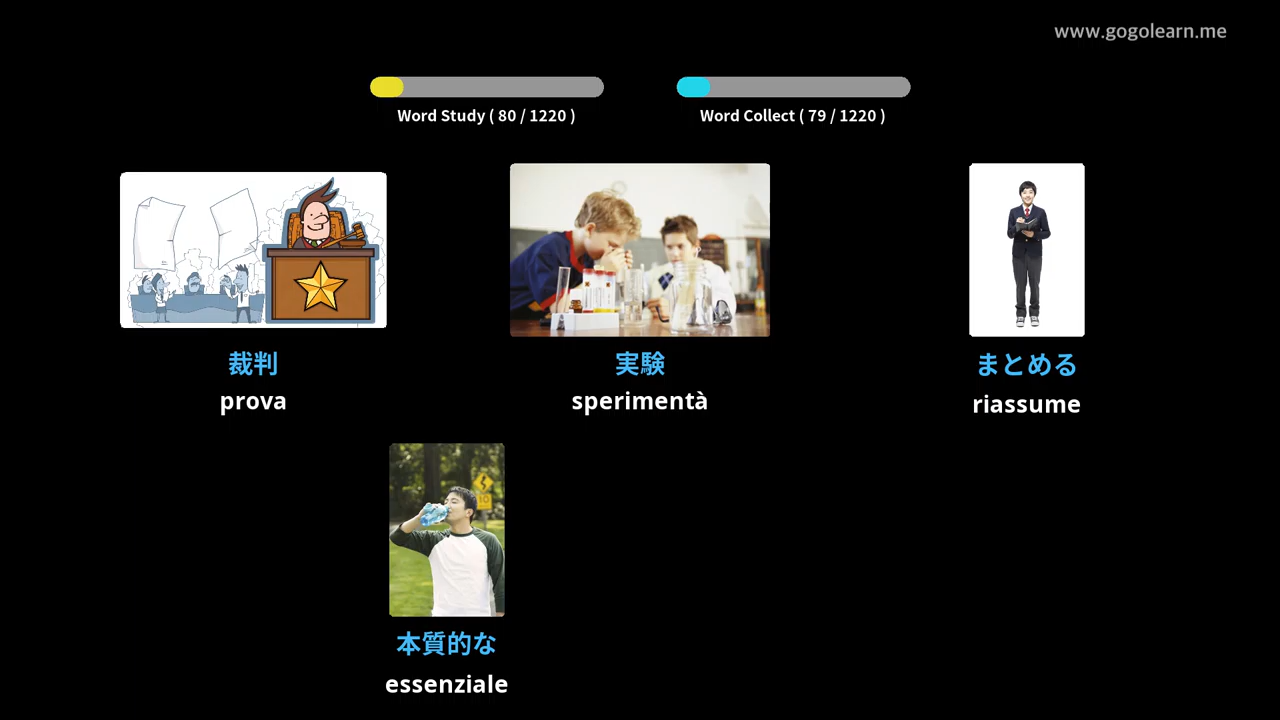 www.gogolearn.me
Word Study ( 80 / 1220 )
Word Collect ( 79 / 1220 )
裁判
prova
実験
sperimentà
まとめる
riassume
本質的な
essenziale